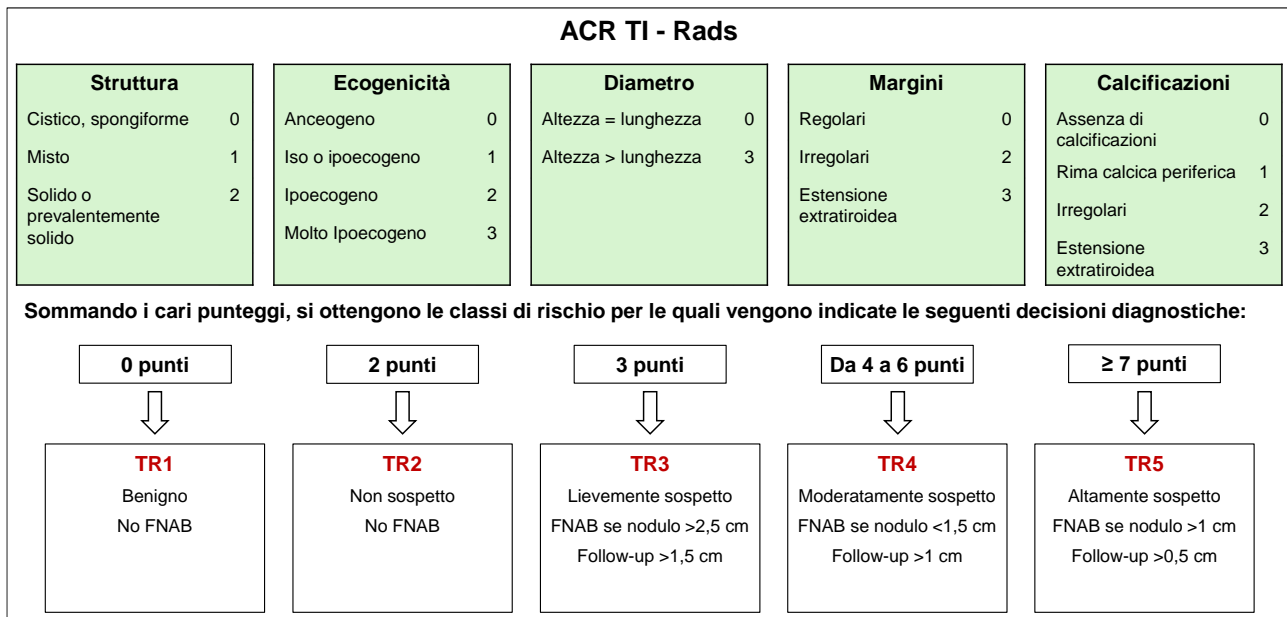 ACR TI - Rads
Struttura
Cistico, spongiforme 0
Misto 1
Solido o 2
prevalentemente
solido
Ecogenicità
Anceogeno 0
Iso o ipoecogeno 1
Ipoecogeno 2
Molto Ipoecogeno 3
Diametro
Altezza = lunghezza 0
Altezza > lunghezza 3
Margini
Regolari 0
Irregolari 2
Estensione 3
extratiroidea
Calcificazioni
Assenza di 0
calcificazioni
Rima calcica periferica 1
Irregolari 2
Estensione 3
extratiroidea
Sommando i cari punteggi, si ottengono le classi di rischio per le quali vengono indicate le seguenti decisioni diagnostiche:
0 punti
2 punti
3 punti
Da 4 a 6 punti
≥ 7 punti
TR1
Benigno
No FNAB
TR2
Non sospetto
No FNAB
TR3
Lievemente sospetto
FNAB se nodulo >2,5 cm
Follow-up >1,5 cm
TR4
Moderatamente sospetto
FNAB se nodulo <1,5 cm
Follow-up >1 cm
TR5
Altamente sospetto
FNAB se nodulo >1 cm
Follow-up >0,5 cm